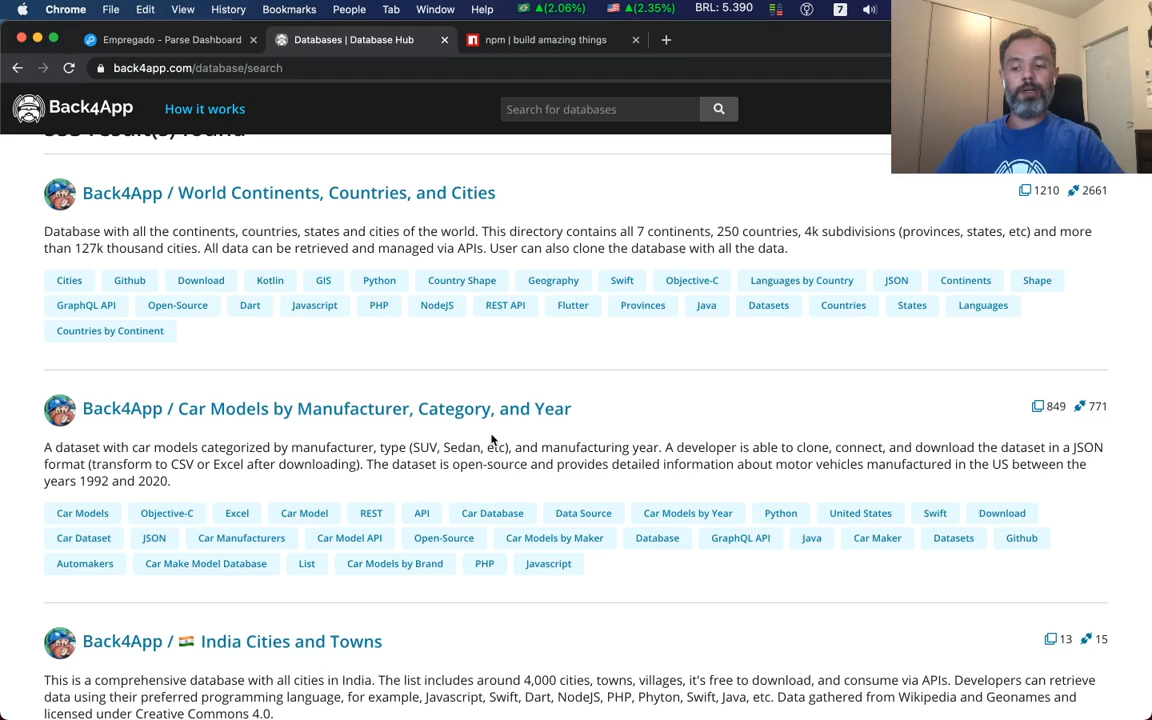 Chrome File Edit View History Bookmarks People Tab Window Help ▲(2.06%) ▲(2.35%) BRL: 5.390 7
Empregado - Parse Dashboard Databases | Database Hub npm | build amazing things
back4app.com/database/search
Back4App How it works Search for databases
result(s) found
Back4App / World Continents, Countries, and Cities 1210 2661
Database with all the continents, countries, states and cities of the world. This directory contains all 7 continents, 250 countries, 4k subdivisions (provinces, states, etc) and more
than 127k thousand cities. All data can be retrieved and managed via APIs. User can also clone the database with all the data.
Cities Github Download Kotlin GIS Python Country Shape Geography Swift Objective-C Languages by Country JSON Continents Shape
GraphQL API Open-Source Dart Javascript PHP NodeJS REST API Flutter Provinces Java Datasets Countries States Languages
Countries by Continent
Back4App / Car Models by Manufacturer, Category, and Year 849 771
A dataset with car models categorized by manufacturer, type (SUV, Sedan, etc), and manufacturing year. A developer is able to clone, connect, and download the dataset in a JSON
format (transform to CSV or Excel after downloading). The dataset is open-source and provides detailed information about motor vehicles manufactured in the US between the
years 1992 and 2020.
Car Models Objective-C Excel Car Model REST API Car Database Data Source Car Models by Year Python United States Swift Download
Car Dataset JSON Car Manufacturers Car Model API Open-Source Car Models by Maker Database GraphQL API Java Car Maker Datasets Github
Automakers Car Make Model Database List Car Models by Brand PHP Javascript
Back4App / India Cities and Towns 13 15
This is a comprehensive database with all cities in India. The list includes around 4,000 cities, towns, villages, it's free to download, and consume via APIs. Developers can retrieve
data using their preferred programming language, for example, Javascript, Swift, Dart, NodeJS, PHP, Phyton, Swift, Java, etc. Data gathered from Wikipedia and Geonames and
licensed under Creative Commons 4.0.